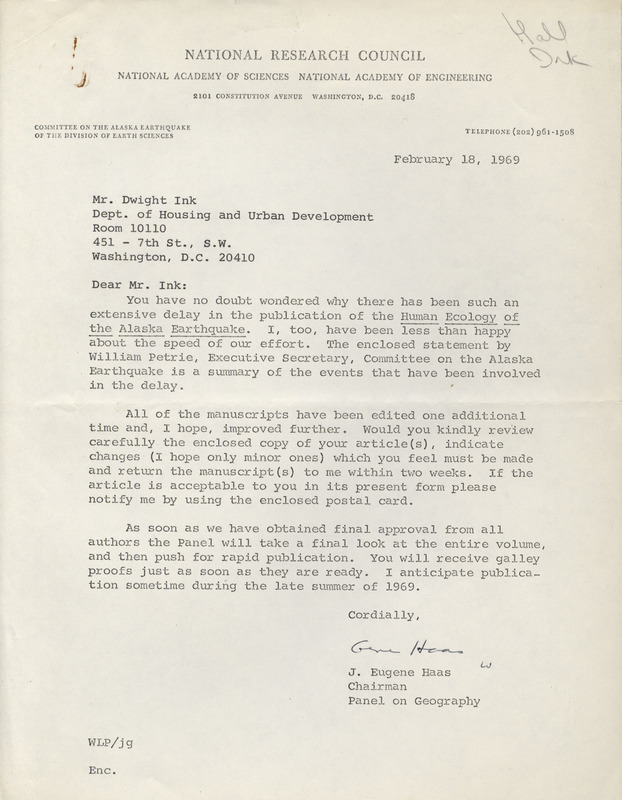 Hall
Ink
NATIONAL RESEARCH COUNCIL
NATIONAL ACADEMY OF SCIENCES NATIONAL ACADEMY OF ENGINEERING
2101 CONSTITUTION AVENUE WASHINGTON, D.C. 20418
COMMITTEE ON THE ALASKA EARTHQUAKE
OF THE DIVISION OF EARTH SCIENCES
TELEPHONE (202) 961-1508
February 18, 1969
Mr. Dwight Ink
Dept. of Housing and Urban Development
Room 10110
451 - 7th St., S.W.
Washington, D.C. 20410
Dear Mr. Ink:
You have no doubt wondered why there has been such an
extensive delay in the publication of the Human Ecology of
the Alaska Earthquake. I, too, have been less than happy
about the speed of our effort. The enclosed statement by
William Petrie, Executive Secretary, Committee on the Alaska
Earthquake is a summary of the events that have been involved
in the delay.
All of the manuscripts have been edited one additional
time and, I hope, improved further. Would you kindly review
carefully the enclosed copy of your article(s), indicate
changes (I hope only minor ones) which you feel must be made
and return the manuscript(s) to me within two weeks. If the
article is acceptable to you in its present form please
notify me by using the enclosed postal card.
As soon as we have obtained final approval from all
authors the Panel will take a final look at the entire volume,
and then push for rapid publication. You will receive galley
proofs just as soon as they are ready. I anticipate publica-
tion sometime during the late summer of 1969.
Cordially,
Gene Haas
J. Eugene Haas
Chairman
Panel on Geography
WLP/jg
Enc.